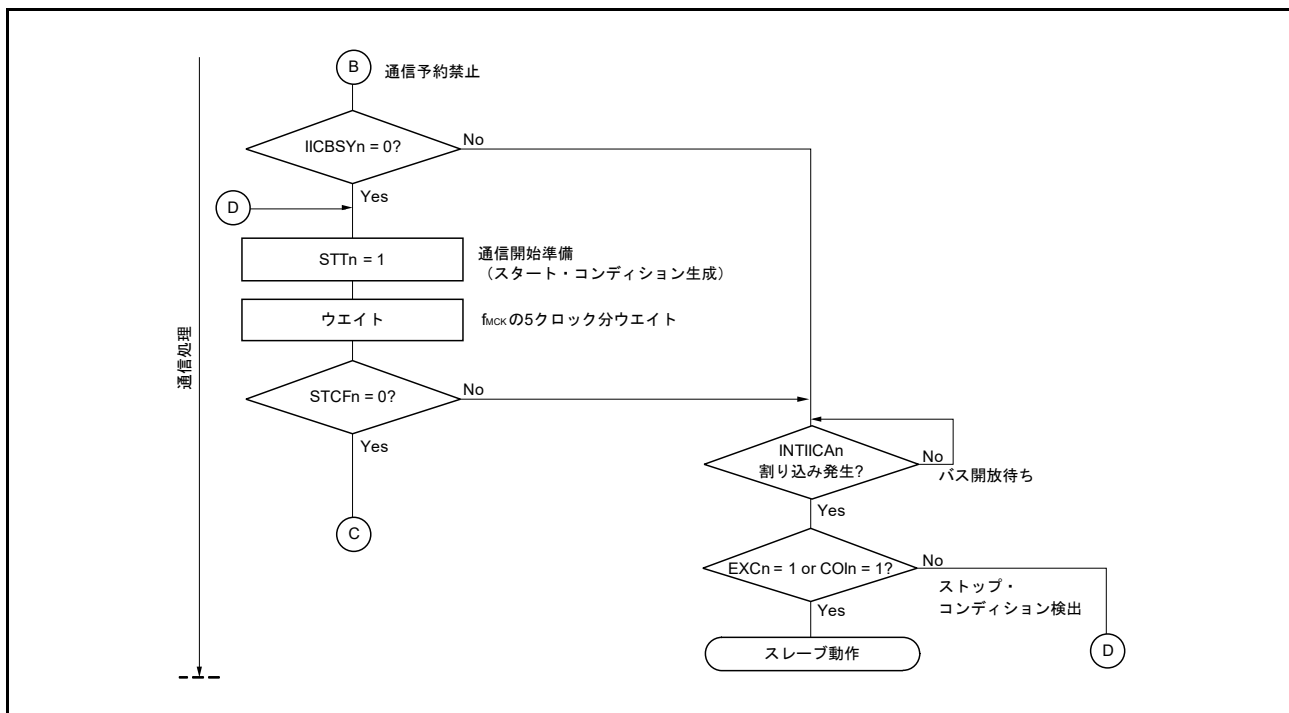 B
通信予約禁止
IICBSYn = 0?
No
Yes
D
STTn = 1
通信開始準備
（スタート・コンディション生成）
ウエイト
fMCKの5クロック分ウエイト
通信処理
STCFn = 0?
No
Yes
C
INTIICAn
割り込み発生?
No
バス開放待ち
Yes
EXCn = 1 or COIn = 1?
No
ストップ・
コンディション検出
Yes
スレーブ動作
D